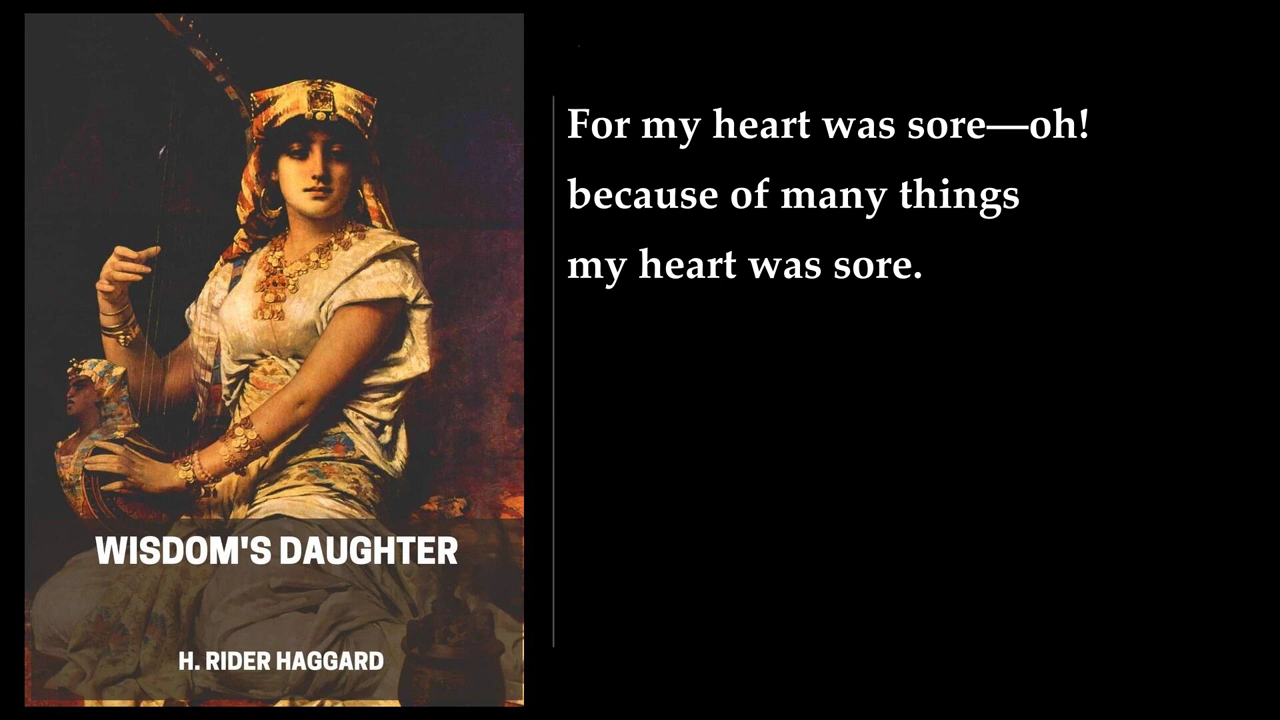 WISDOM'S DAUGHTER
H. RIDER HAGGARD
For my heart was sore—oh!
because of many things
my heart was sore.